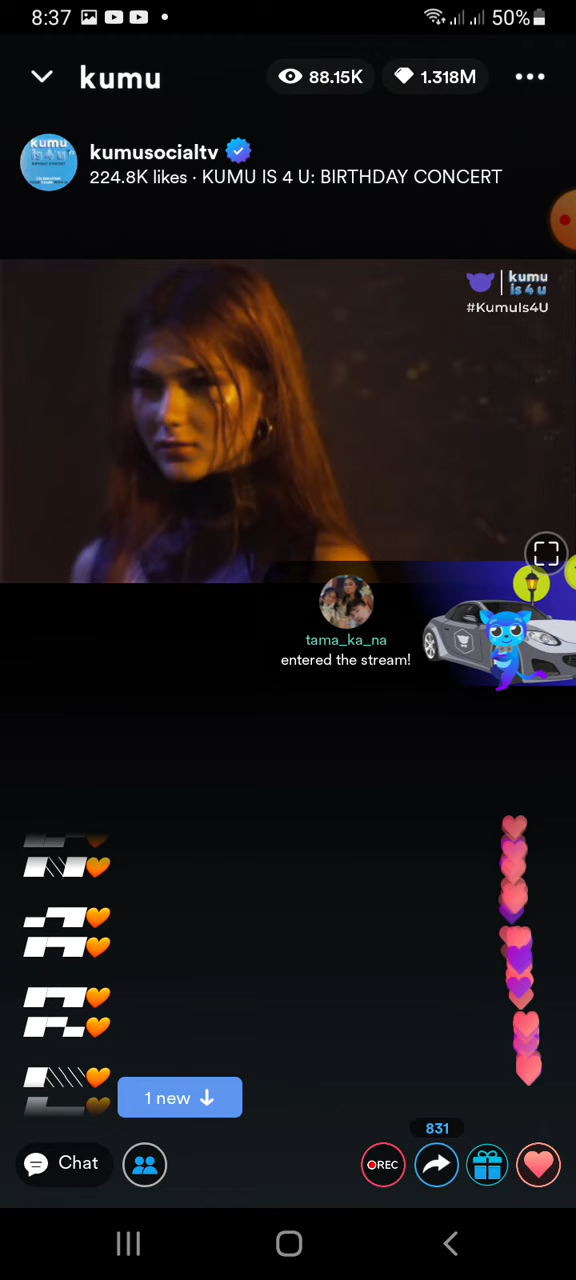 8:37
50%
kumu
88.15K
1.318M
kumusocialtv
224.8K likes · KUMU IS 4 U: BIRTHDAY CONCERT
kumu
is 4 u
#KumuIs4U
tama_ka_na
entered the stream!
1 new
831
Chat
REC